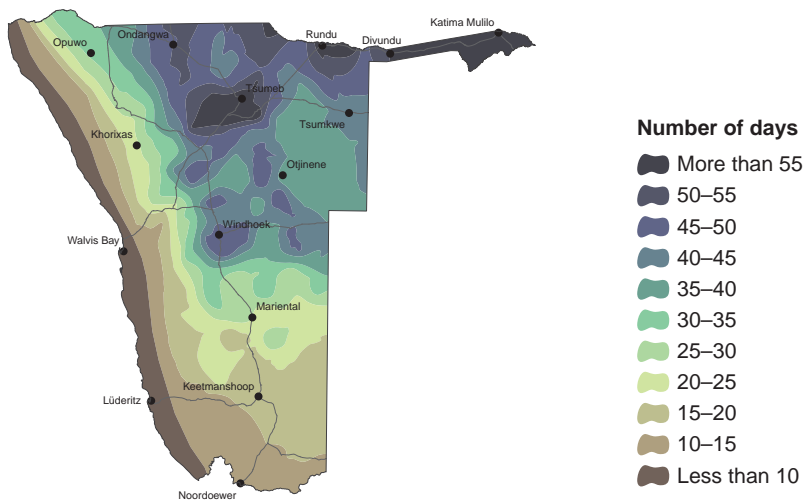 Katima Mulilo
Opuwo
Ondangwa
Rundu
Divundu
Tsumeb
Tsumkwe
Khorixas
Otjinene
Windhoek
Walvis Bay
Mariental
Keetmanshoop
Lüderitz
Noordoewer
Number of days
More than 55
50–55
45–50
40–45
35–40
30–35
25–30
20–25
15–20
10–15
Less than 10